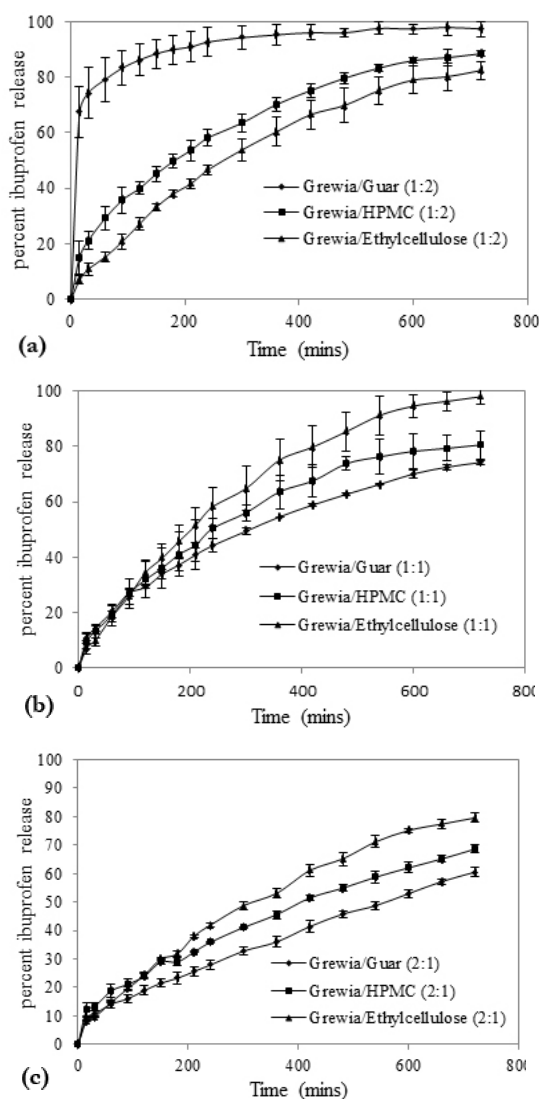 percent ibuprofen release
100
80
60
40
20
0
Grewia/Guar (1:2)
Grewia/HPMC (1:2)
Grewia/Ethylcellulose (1:2)
0
200
400
600
800
(a)
Time (mins)
percent ibuprofen release
100
80
60
40
20
0
Grewia/Guar (1:1)
Grewia/HPMC (1:1)
Grewia/Ethylcellulose (1:1)
0
200
400
600
800
(b)
Time (mins)
percent ibuprofen release
100
90
80
70
60
50
40
30
20
10
0
Grewia/Guar (2:1)
Grewia/HPMC (2:1)
Grewia/Ethylcellulose (2:1)
0
200
400
600
800
(c)
Time (mins)